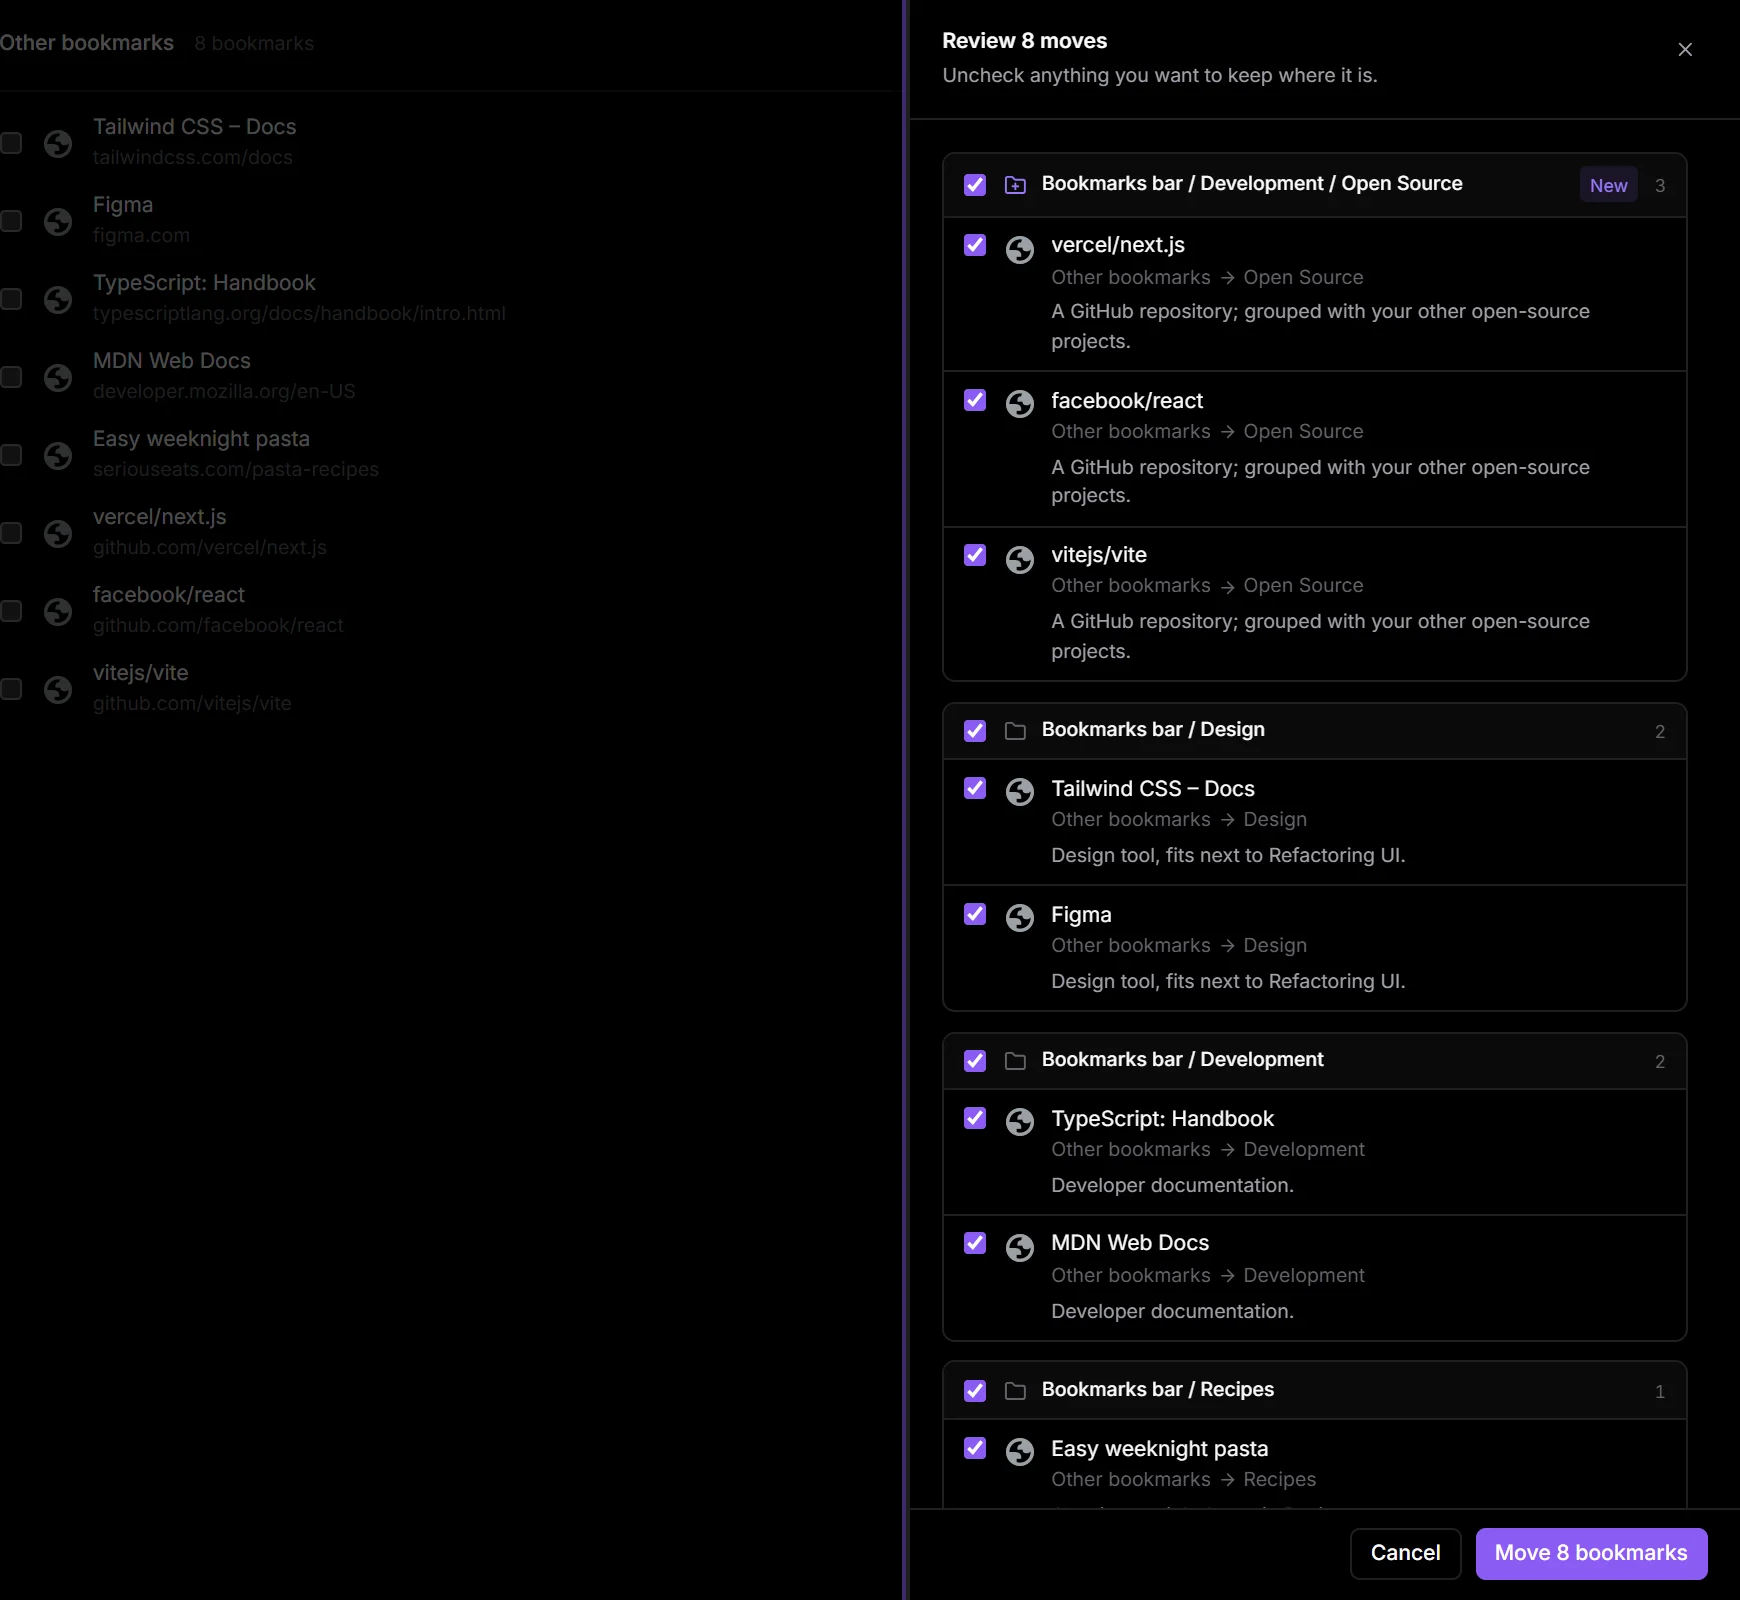 Other bookmarks 8 bookmarks
Tailwind CSS – Docs
tailwindcss.com/docs
Figma
figma.com
TypeScript: Handbook
typescriptlang.org/docs/handbook/intro.html
MDN Web Docs
developer.mozilla.org/en-US
Easy weeknight pasta
seriouseats.com/pasta-recipes
vercel/next.js
github.com/vercel/next.js
facebook/react
github.com/facebook/react
vitejs/vite
github.com/vitejs/vite
Review 8 moves
Uncheck anything you want to keep where it is.
Bookmarks bar / Development / Open Source New 3
vercel/next.js
Other bookmarks → Open Source
A GitHub repository; grouped with your other open-source
projects.
facebook/react
Other bookmarks → Open Source
A GitHub repository; grouped with your other open-source
projects.
vitejs/vite
Other bookmarks → Open Source
A GitHub repository; grouped with your other open-source
projects.
Bookmarks bar / Design 2
Tailwind CSS – Docs
Other bookmarks → Design
Design tool, fits next to Refactoring UI.
Figma
Other bookmarks → Design
Design tool, fits next to Refactoring UI.
Bookmarks bar / Development 2
TypeScript: Handbook
Other bookmarks → Development
Developer documentation.
MDN Web Docs
Other bookmarks → Development
Developer documentation.
Bookmarks bar / Recipes 1
Easy weeknight pasta
Other bookmarks → Recipes
Cancel
Move 8 bookmarks